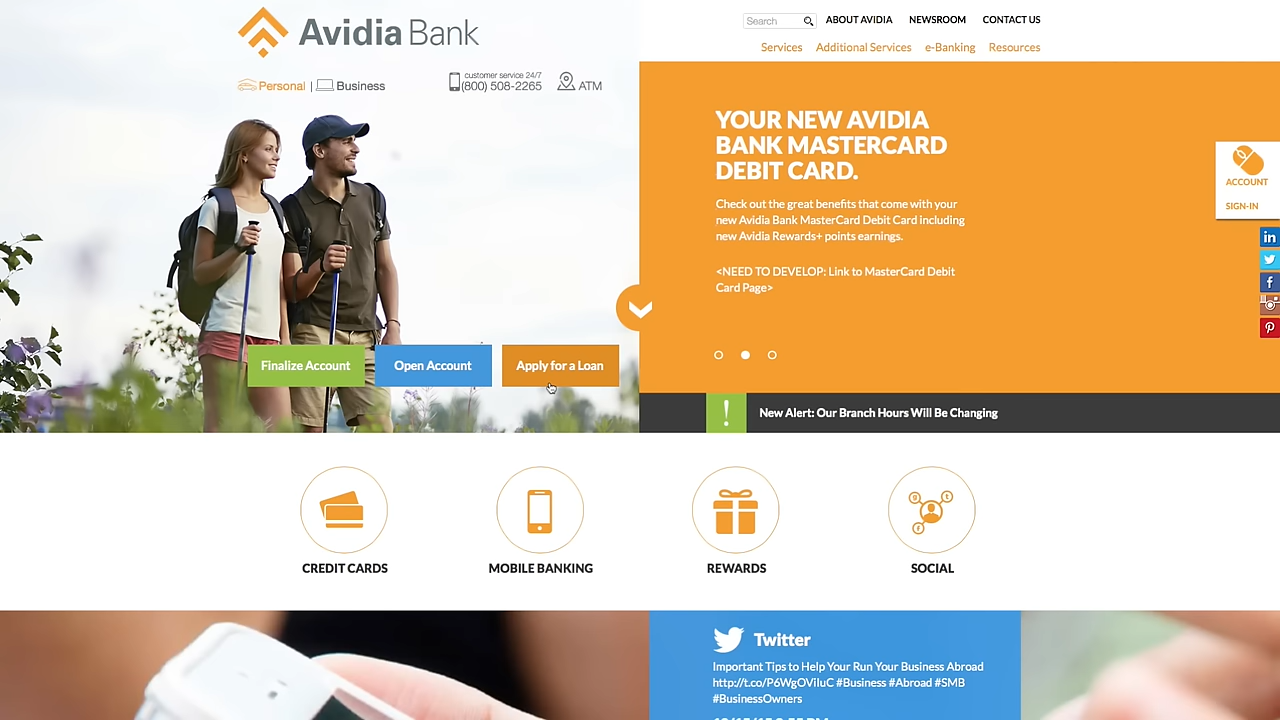 Avidia Bank
Personal | Business
customer service 24/7
(800) 508-2265
ATM
Search
ABOUT AVIDIA
NEWSROOM
CONTACT US
Services
Additional Services
e-Banking
Resources
YOUR NEW AVIDIA
BANK MASTERCARD
DEBIT CARD.
Check out the great benefits that come with your
new Avidia Bank MasterCard Debit Card including
new Avidia Rewards+ points earnings.
<NEED TO DEVELOP: Link to MasterCard Debit
Card Page>
ACCOUNT
SIGN-IN
in
f
Finalize Account
Open Account
Apply for a Loan
!
New Alert: Our Branch Hours Will Be Changing
CREDIT CARDS
MOBILE BANKING
REWARDS
SOCIAL
Twitter
Important Tips to Help Your Run Your Business Abroad
http://t.co/P6WgOViIuC #Business #Abroad #SMB
#BusinessOwners